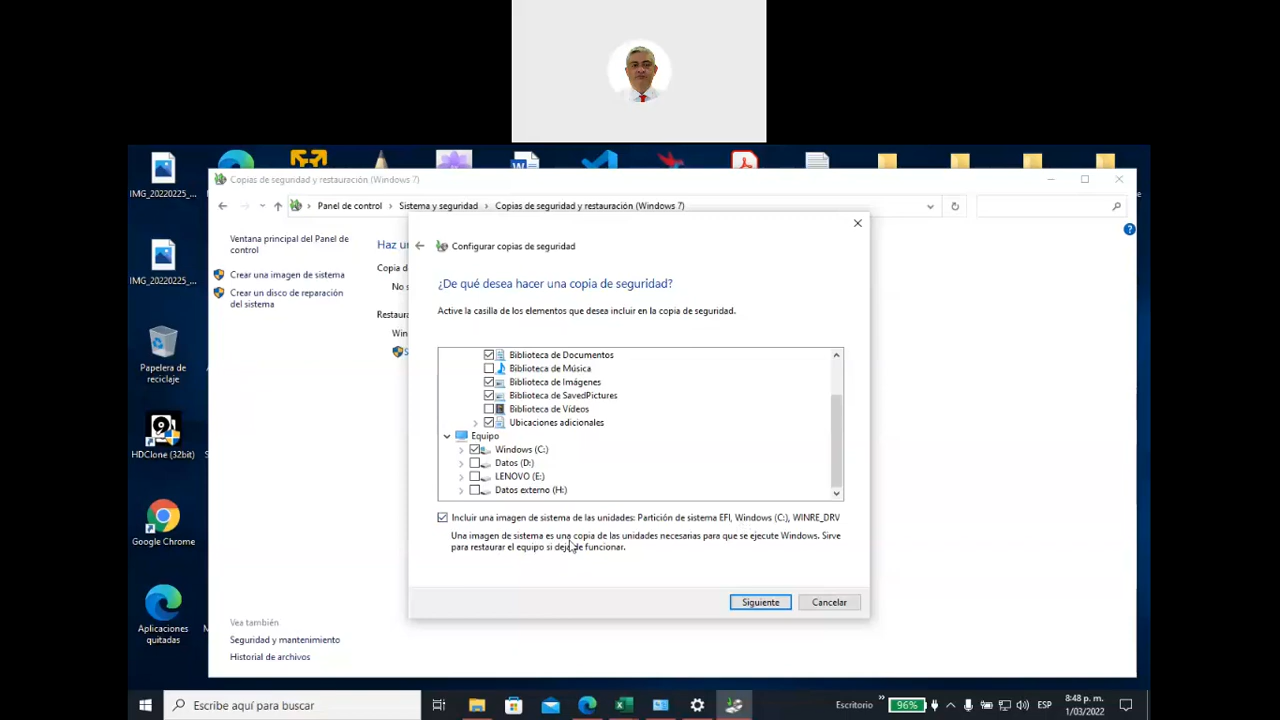 IMG_20220225_...
IMG_20220225_...
Papelera de
reciclaje
HDClone (32bit)
Google Chrome
Aplicaciones
quitadas
Copias de seguridad y restauración (Windows 7)
Panel de control > Sistema y seguridad > Copias de seguridad y restauración (Windows 7)
Ventana principal del Panel de
control
Crear una imagen de sistema
Crear un disco de reparación
del sistema
Haz un
Copia d
No s
Restaura
Win
Configurar copias de seguridad
¿De qué desea hacer una copia de seguridad?
Active la casilla de los elementos que desea incluir en la copia de seguridad.
Biblioteca de Documentos
Biblioteca de Música
Biblioteca de Imágenes
Biblioteca de SavedPictures
Biblioteca de Vídeos
Ubicaciones adicionales
Equipo
Windows (C:)
Datos (D:)
LENOVO (E:)
Datos externo (H:)
Incluir una imagen de sistema de las unidades: Partición de sistema EFI, Windows (C:), WINRE_DRV
Una imagen de sistema es una copia de las unidades necesarias para que se ejecute Windows. Sirve
para restaurar el equipo si deja de funcionar.
Siguiente
Cancelar
Vea también
Seguridad y mantenimiento
Historial de archivos
Escribe aquí para buscar
Escritorio
96%
ESP
8:48 p. m.
1/03/2022